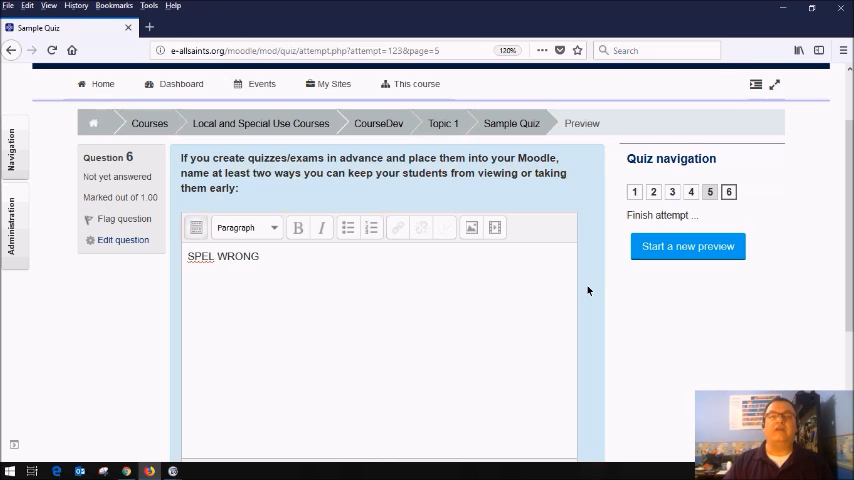 File Edit View History Bookmarks Tools Help
Sample Quiz
e-allsaints.org/moodle/mod/quiz/attempt.php?attempt=123&page=5 120% Search
Home Dashboard Events My Sites This course
Courses Local and Special Use Courses CourseDev Topic 1 Sample Quiz Preview
Navigation
Administration
Question 6
Not yet answered
Marked out of 1.00
Flag question
Edit question
If you create quizzes/exams in advance and place them into your Moodle,
name at least two ways you can keep your students from viewing or taking
them early:
Paragraph B I
SPEL WRONG
Quiz navigation
1 2 3 4 5 6
Finish attempt ...
Start a new preview